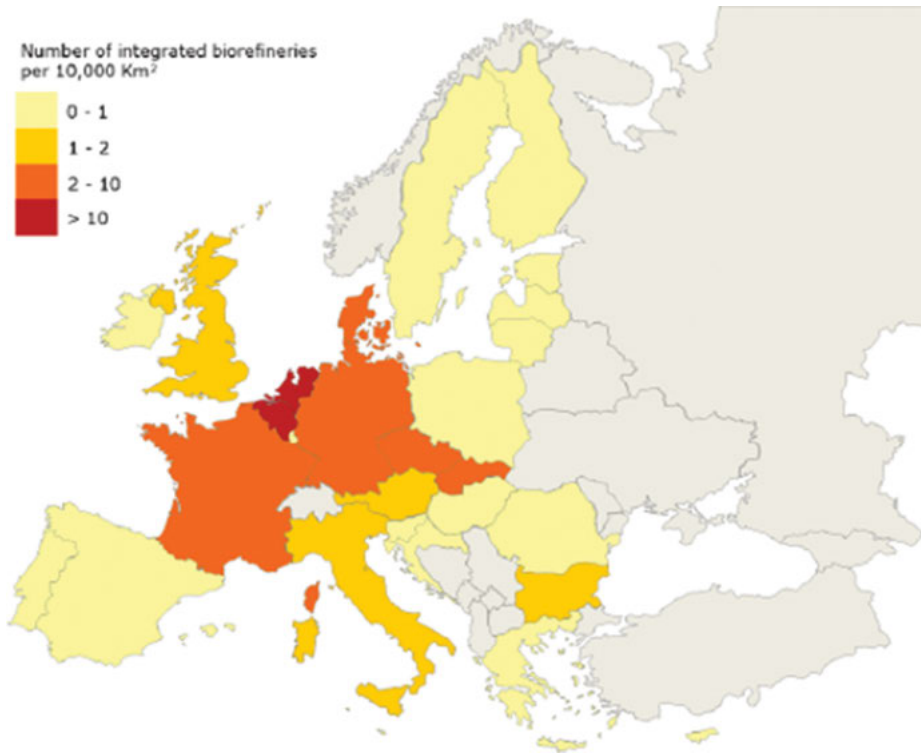 Number of integrated biorefineries
per 10,000 Km²
0 - 1
1 - 2
2 - 10
> 10